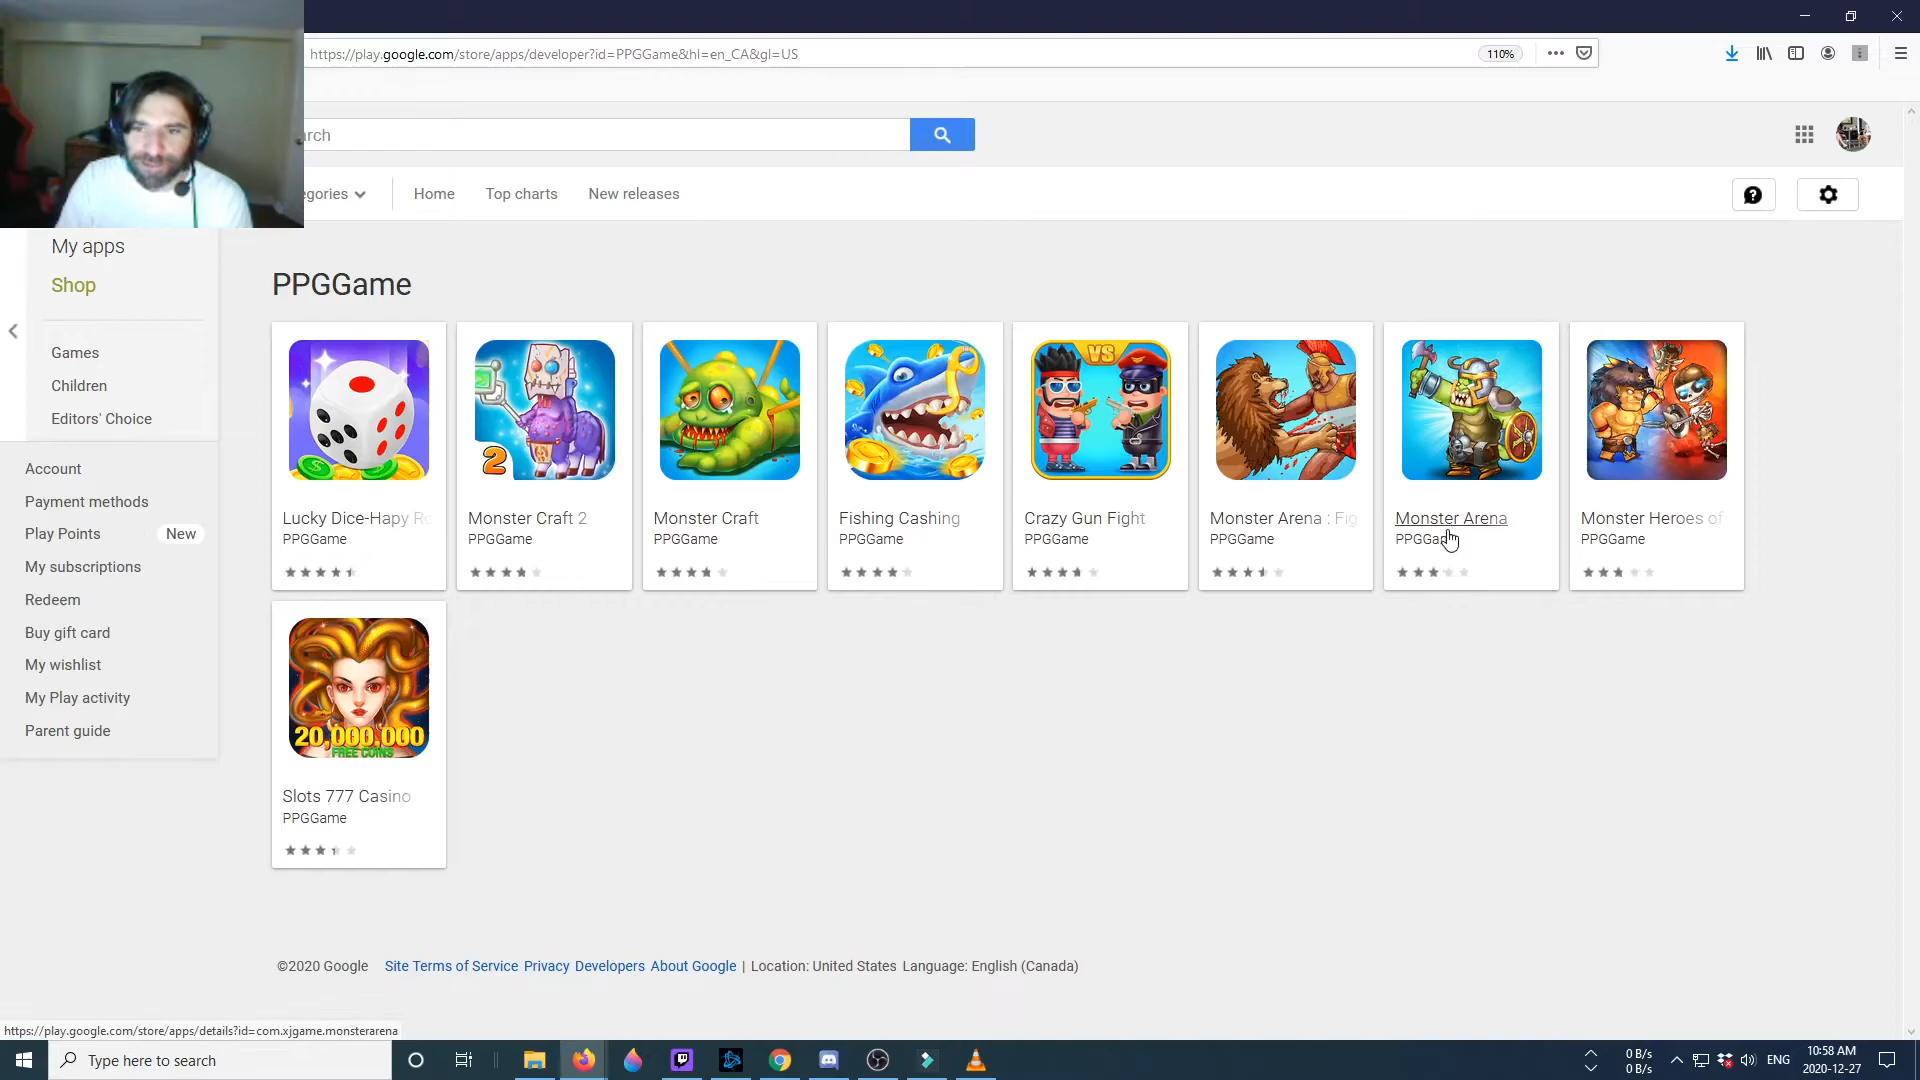 https://play.google.com/store/apps/developer?id=PPGGame&hl=en_CA&gl=US
110%
rch
egories
Home
Top charts
New releases
My apps
Shop
Games
Children
Editors' Choice
Account
Payment methods
Play Points
New
My subscriptions
Redeem
Buy gift card
My wishlist
My Play activity
Parent guide
PPGGame
2
VS
Lucky Dice-Hapy Re
PPGGame
Monster Craft 2
PPGGame
Monster Craft
PPGGame
Fishing Cashing
PPGGame
Crazy Gun Fight
PPGGame
Monster Arena : Fig
PPGGame
Monster Arena
PPGGam
Monster Heroes of
PPGGame
20,000,000
FREE COINS
Slots 777 Casino
PPGGame
©2020 Google Site Terms of Service Privacy Developers About Google | Location: United States Language: English (Canada)
https://play.google.com/store/apps/details?id=com.xjgame.monsterarena
Type here to search
0 B/s
0 B/s
ENG
10:58 AM
2020-12-27